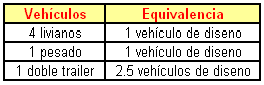 Vehículos Equivalencia
4 livianos 1 vehículo de diseno
1 pesado 1 vehículo de diseno
1 doble trailer 2.5 vehículos de diseno